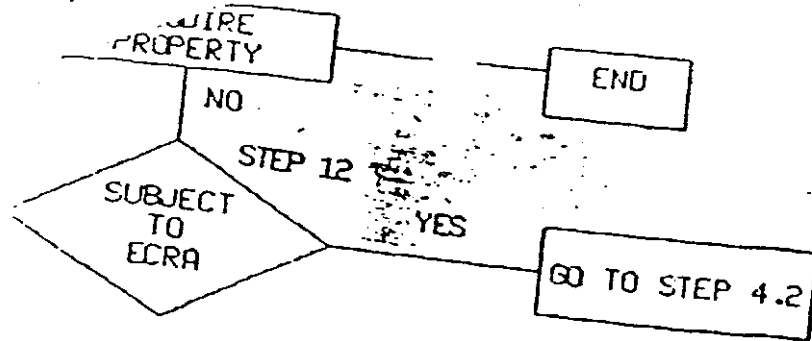 PROPERTY
END
NO
STEP 12
SUBJECT
TO
ECRA
YES
GO TO STEP 4.2